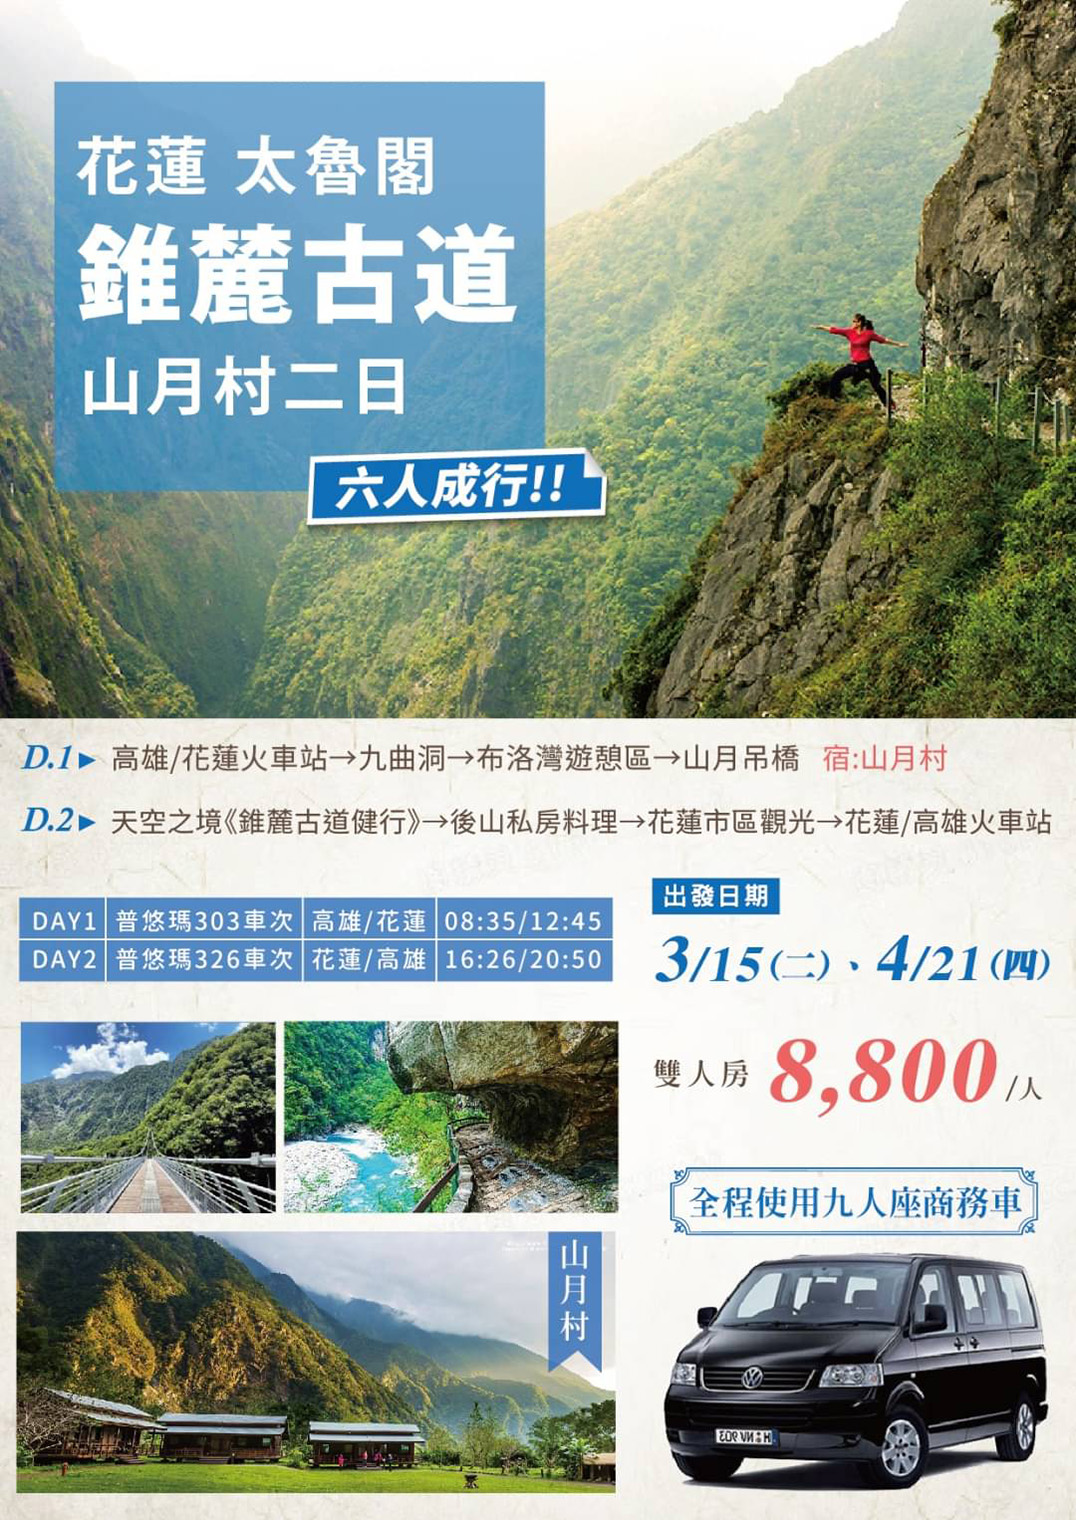 花蓮 太魯閣
錐麓古道
山月村二日
六人成行!!
D.1▶ 高雄/花蓮火車站→九曲洞→布洛灣遊憩區→山月吊橋 宿:山月村
D.2▶ 天空之境《錐麓古道健行》→後山私房料理→花蓮市區觀光→花蓮/高雄火車站
DAY1 普悠瑪303車次 高雄/花蓮 08:35/12:45
DAY2 普悠瑪326車次 花蓮/高雄 16:26/20:50
出發日期
3/15(二)、4/21(四)
雙人房 8,800/人
全程使用九人座商務車
山月村